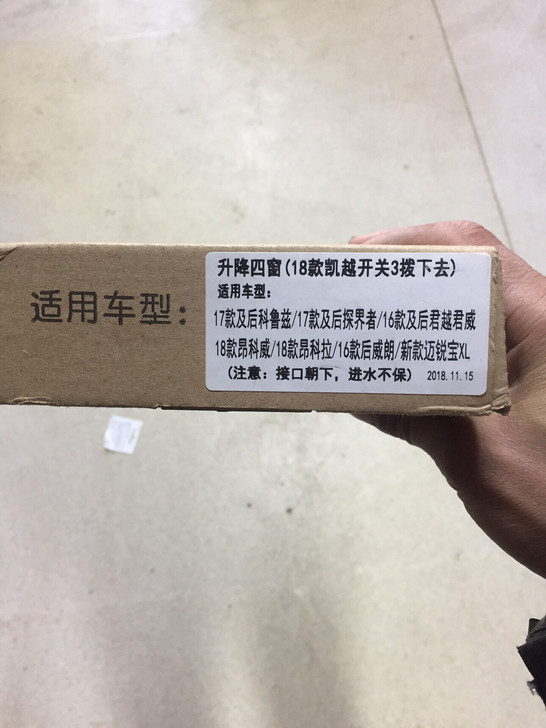 适用车型：
升降四窗(18款凯越开关3拨下去)
适用车型：
17款及后科鲁兹/17款及后探界者/16款及后君越君威
18款昂科威/18款昂科拉/16款后威朗/新款迈锐宝XL
(注意：接口朝下，进水不保) 2018.11.15